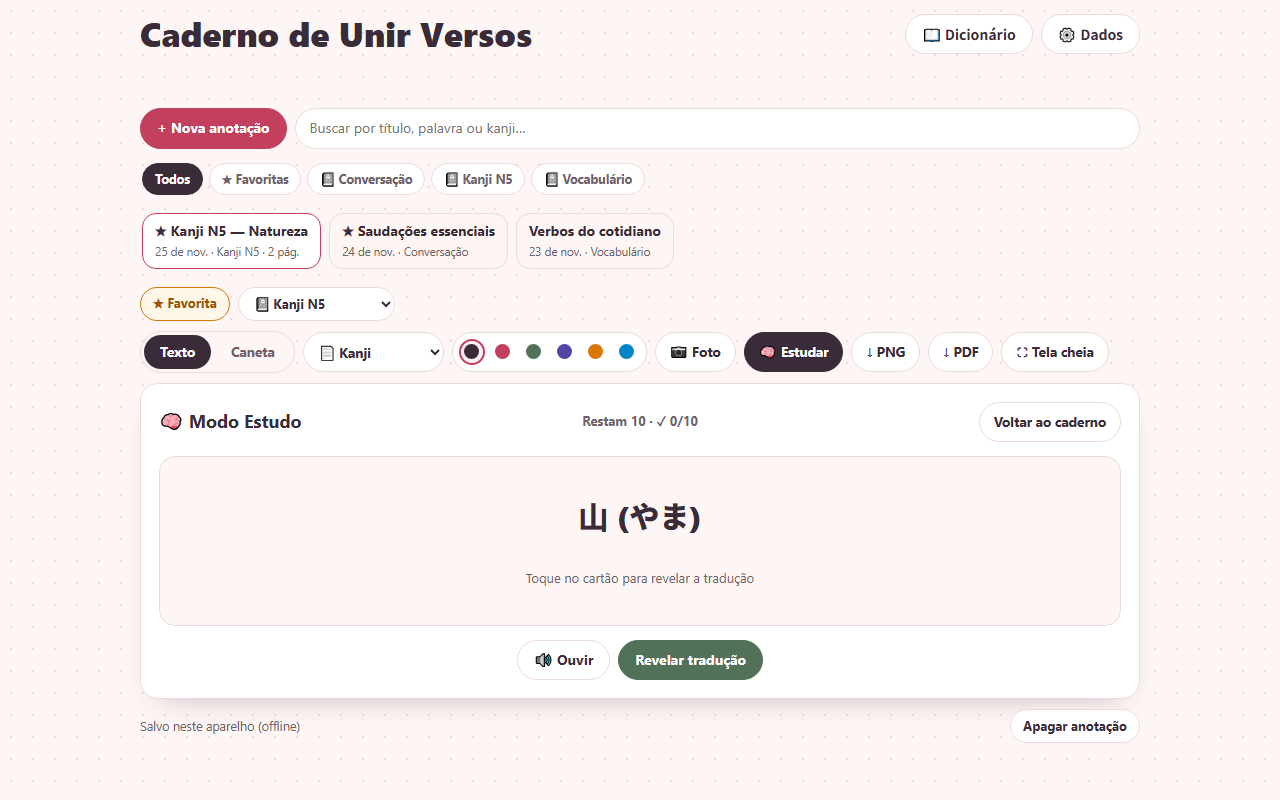 Caderno de Unir Versos
📖 Dicionário
⚙ Dados
+ Nova anotação
Buscar por título, palavra ou kanji...
Todos
★ Favoritas
📓 Conversação
📓 Kanji N5
📓 Vocabulário
★ Kanji N5 — Natureza
25 de nov. · Kanji N5 · 2 pág.
★ Saudações essenciais
24 de nov. · Conversação
Verbos do cotidiano
23 de nov. · Vocabulário
★ Favorita
📓 Kanji N5
Texto
Caneta
📄 Kanji
📷 Foto
🧠 Estudar
↓ PNG
↓ PDF
⛶ Tela cheia
🧠 Modo Estudo
Restam 10 · ✓ 0/10
Voltar ao caderno
山 (やま)
Toque no cartão para revelar a tradução
🔊 Ouvir
Revelar tradução
Salvo neste aparelho (offline)
Apagar anotação